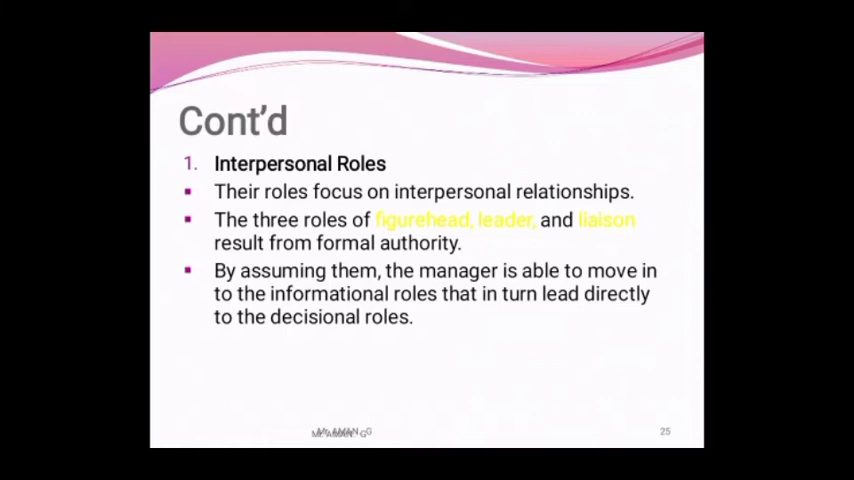 Cont’d
1. Interpersonal Roles
▪ Their roles focus on interpersonal relationships.
▪ The three roles of figurehead, leader, and liaison
result from formal authority.
▪ By assuming them, the manager is able to move in
to the informational roles that in turn lead directly
to the decisional roles.
Mr. AMAN. G
25